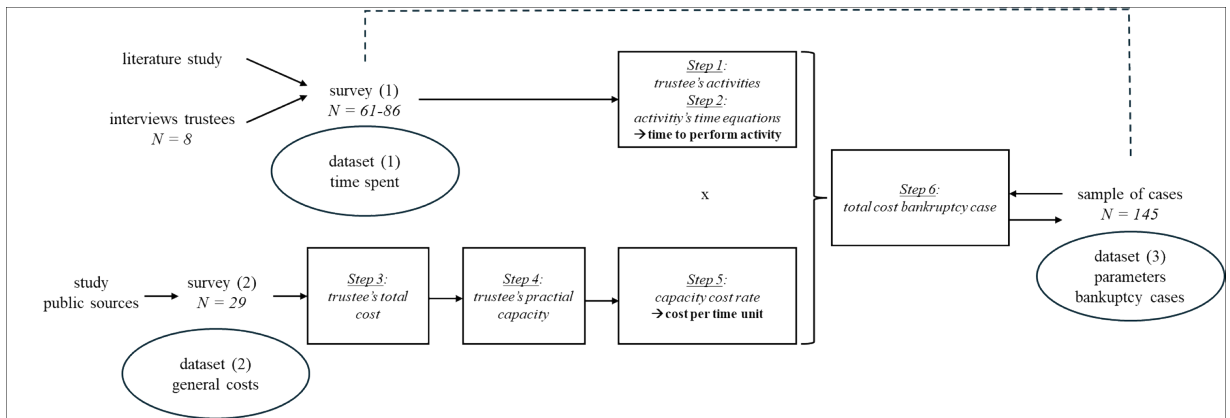 literature study
interviews trustees
N = 8
survey (1)
N = 61-86
dataset (1)
time spent
Step 1:
trustee's activities
Step 2:
activitiy's time equations
→time to perform activity
x
study
public sources
survey (2)
N = 29
dataset (2)
general costs
Step 3:
trustee's total
cost
Step 4:
trustee's practial
capacity
Step 5:
capacity cost rate
→cost per time unit
Step 6:
total cost bankruptcy case
sample of cases
N = 145
dataset (3)
parameters
bankuptcy cases